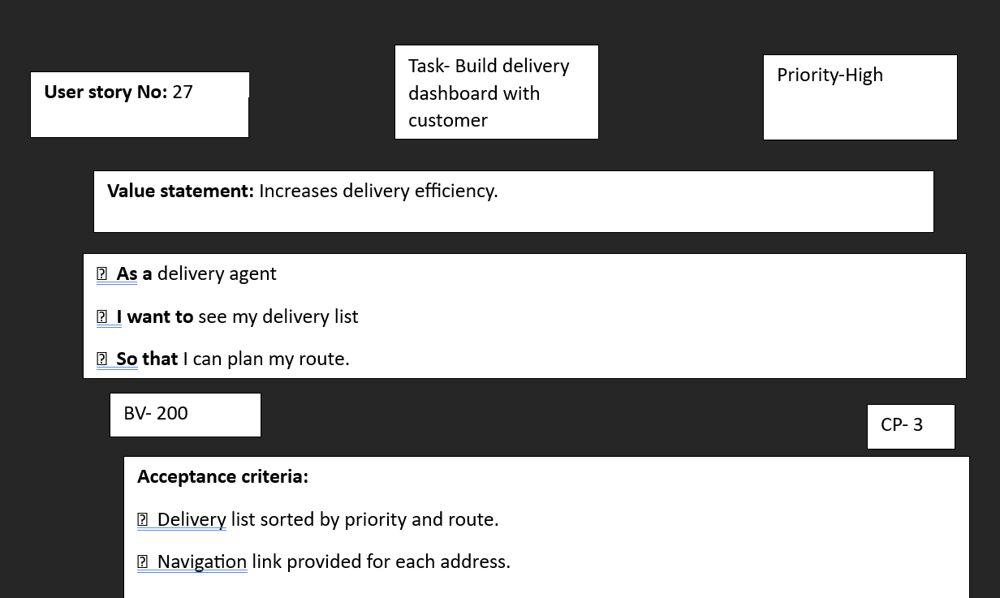 User story No: 27
Task- Build delivery
dashboard with
customer
Priority-High
Value statement: Increases delivery efficiency.
As a delivery agent
I want to see my delivery list
So that I can plan my route.
BV- 200
CP- 3
Acceptance criteria:
Delivery list sorted by priority and route.
Navigation link provided for each address.